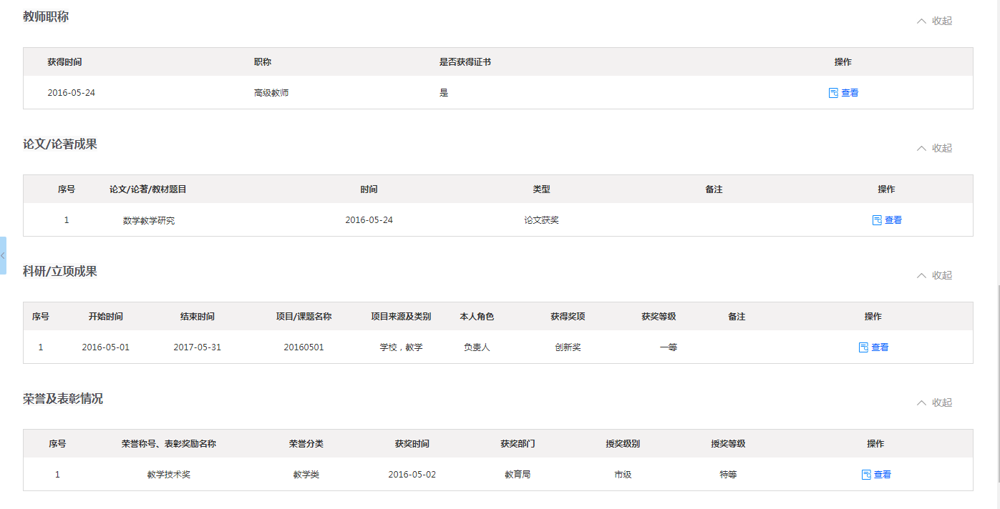 教师职称
收起
获得时间 职称 是否获得证书 操作
2016-05-24 高级教师 是 查看
论文/论著成果
收起
序号 论文/论著/教材题目 时间 类型 备注 操作
1 数学教学研究 2016-05-24 论文获奖 查看
科研/立项成果
收起
序号 开始时间 结束时间 项目/课题名称 项目来源及类别 本人角色 获得奖项 获奖等级 备注 操作
1 2016-05-01 2017-05-31 20160501 学校，教学 负责人 创新奖 一等 查看
荣誉及表彰情况
收起
序号 荣誉称号、表彰奖励名称 荣誉分类 获奖时间 获奖部门 授奖级别 授奖等级 操作
1 教学技术奖 教学类 2016-05-02 教育局 市级 特等 查看